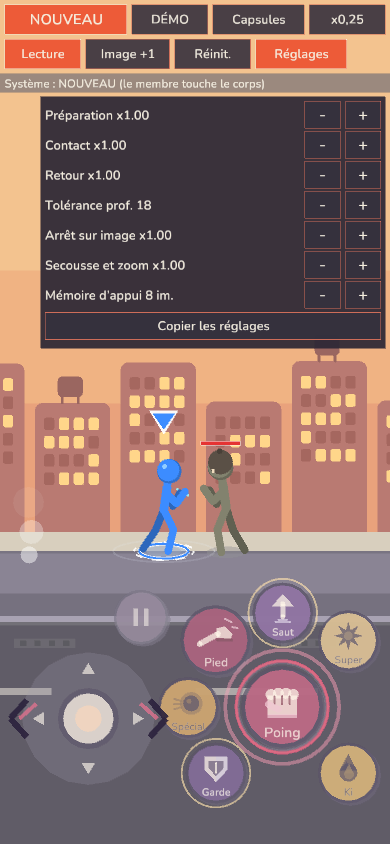 NOUVEAU DÉMO Capsules x0,25
Lecture Image +1 Réinit. Réglages
Système : NOUVEAU (le membre touche le corps)
Préparation x1.00 - +
Contact x1.00 - +
Retour x1.00 - +
Tolérance prof. 18 - +
Arrêt sur image x1.00 - +
Secousse et zoom x1.00 - +
Mémoire d'appui 8 im. - +
Copier les réglages
Saut
Pied
Super
Spécial
Poing
Garde
Ki